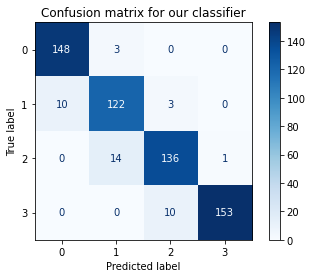 Confusion matrix for our classifier
0 148 3 0 0
1 10 122 3 0
2 0 14 136 1
3 0 0 10 153
0 1 2 3
True label
Predicted label
140
120
100
80
60
40
20
0